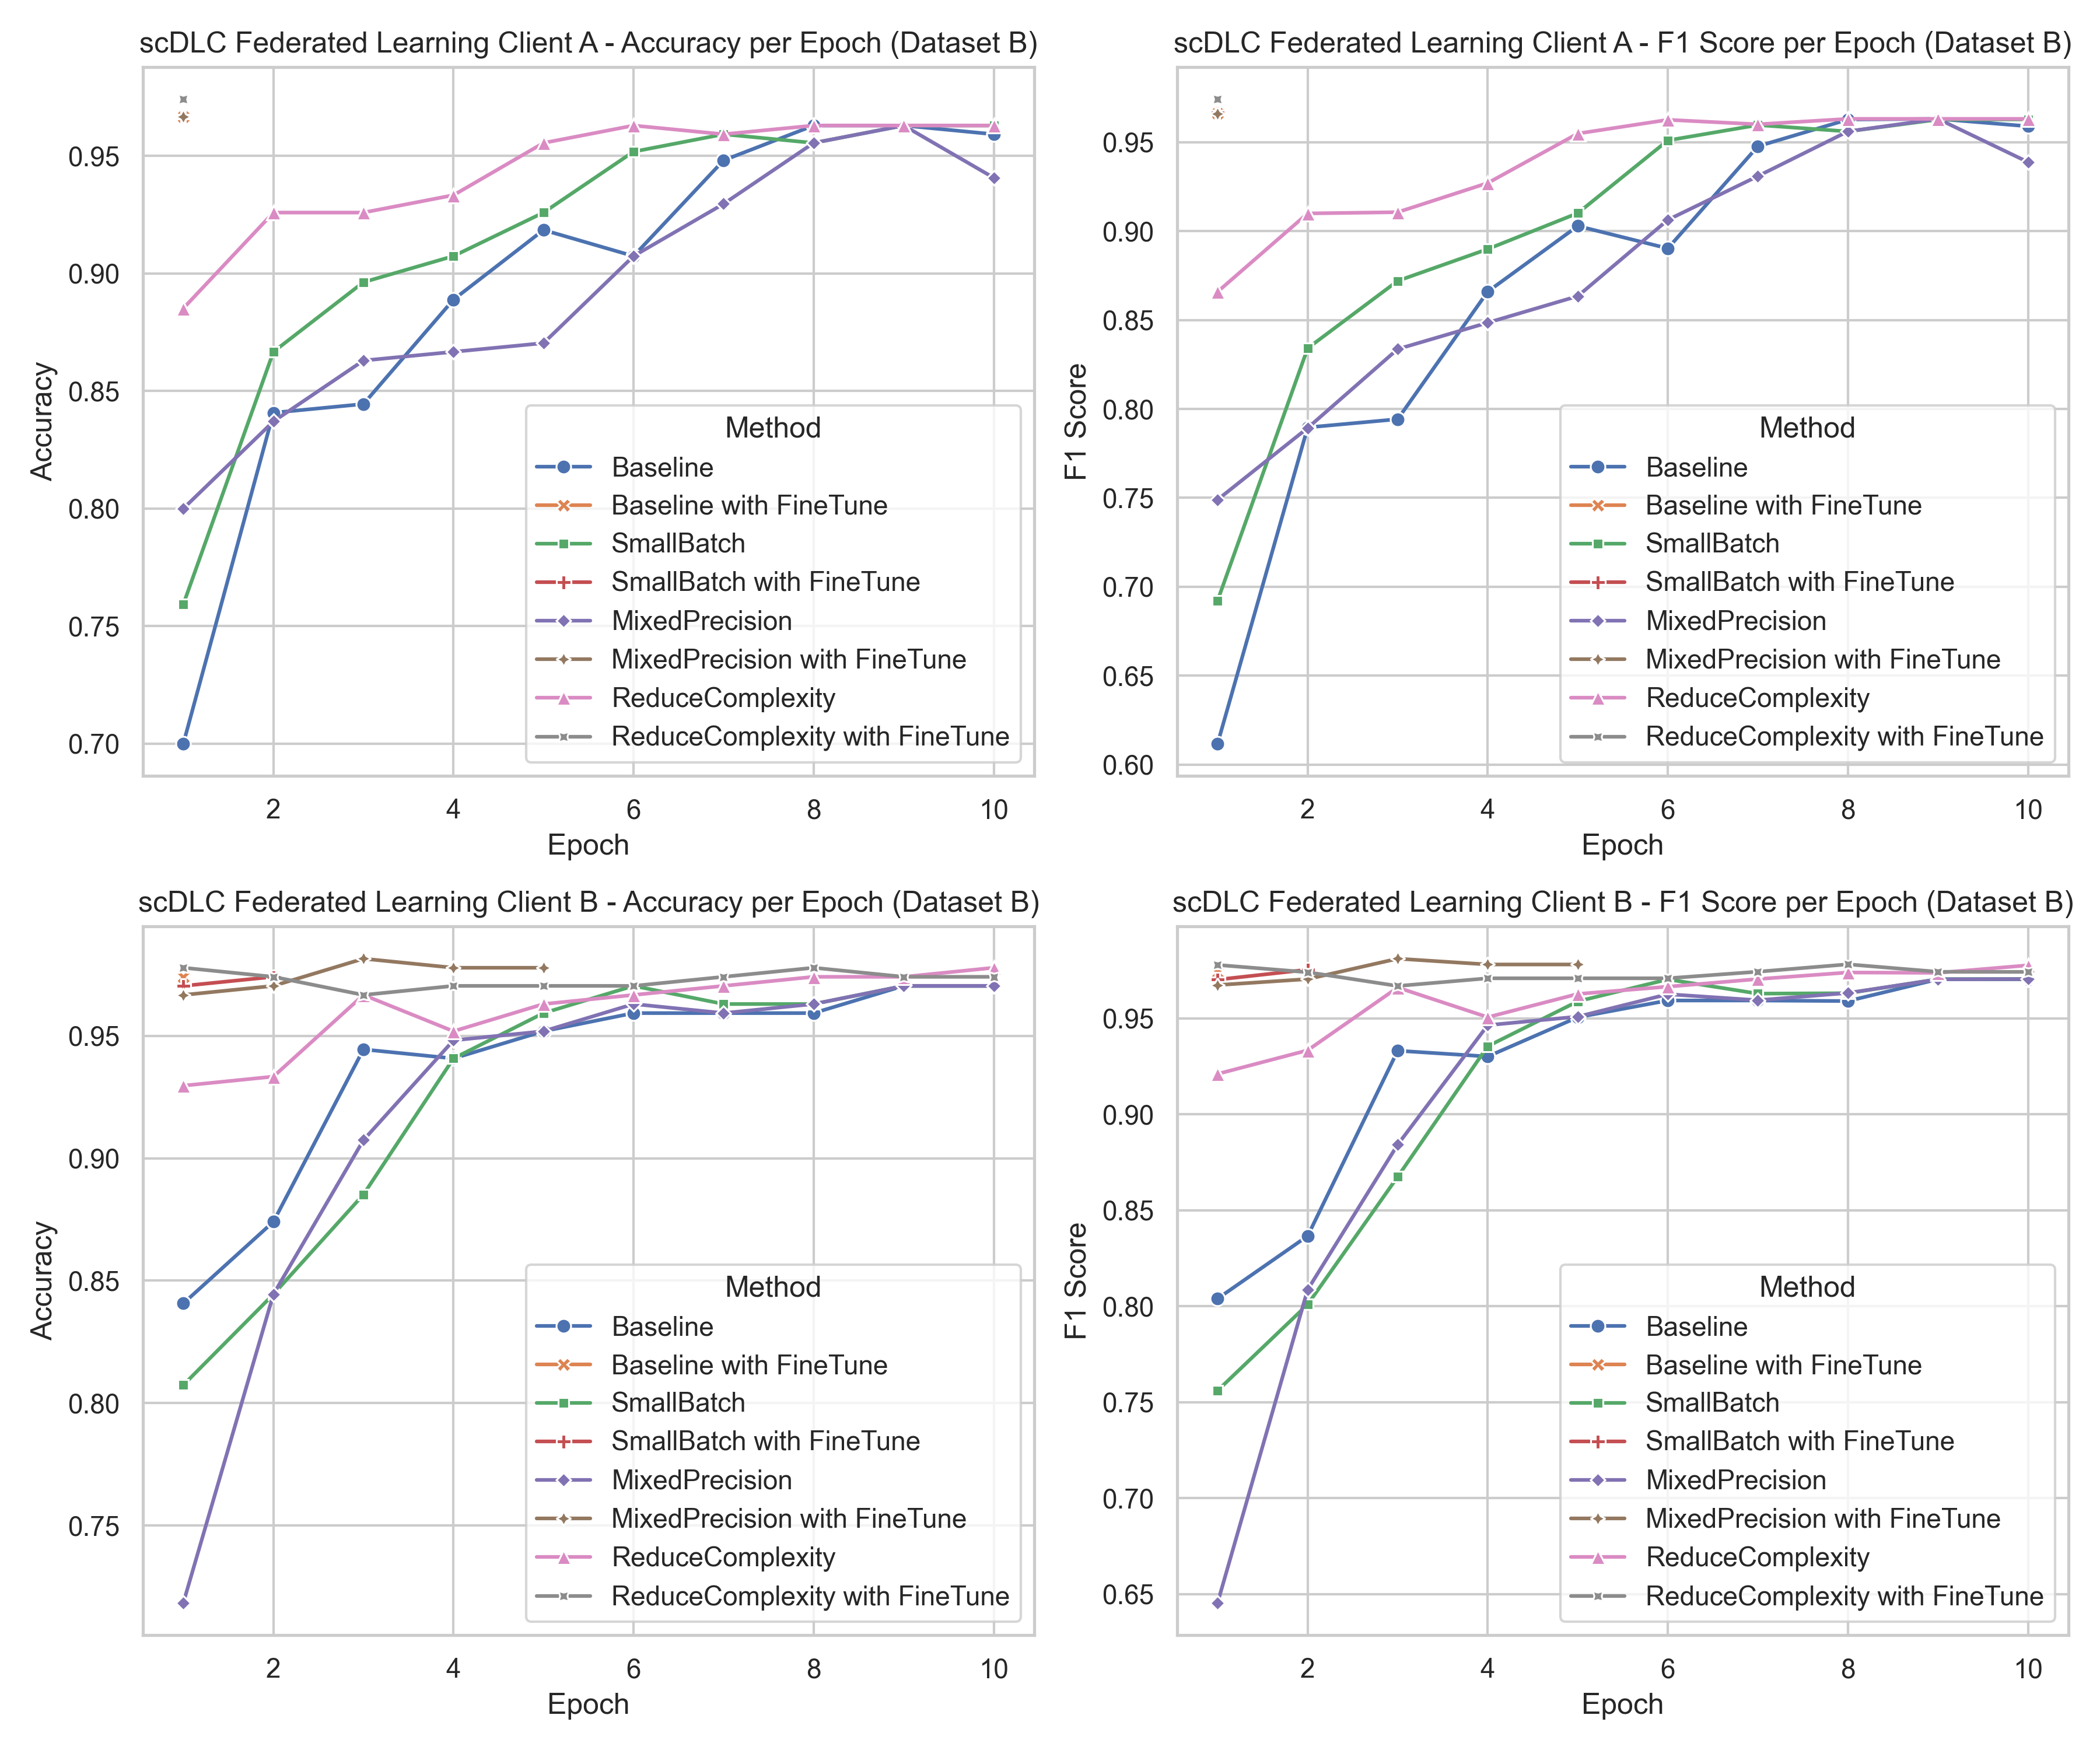 scDLC Federated Learning Client A - Accuracy per Epoch (Dataset B)
0.95
0.90
0.85
0.80
0.75
0.70
Accuracy
2
4
6
8
10
Epoch
Method
Baseline
Baseline with FineTune
SmallBatch
SmallBatch with FineTune
MixedPrecision
MixedPrecision with FineTune
ReduceComplexity
ReduceComplexity with FineTune
scDLC Federated Learning Client A - F1 Score per Epoch (Dataset B)
0.95
0.90
0.85
0.80
0.75
0.70
0.65
0.60
F1 Score
2
4
6
8
10
Epoch
Method
Baseline
Baseline with FineTune
SmallBatch
SmallBatch with FineTune
MixedPrecision
MixedPrecision with FineTune
ReduceComplexity
ReduceComplexity with FineTune
scDLC Federated Learning Client B - Accuracy per Epoch (Dataset B)
0.95
0.90
0.85
0.80
0.75
Accuracy
2
4
6
8
10
Epoch
Method
Baseline
Baseline with FineTune
SmallBatch
SmallBatch with FineTune
MixedPrecision
MixedPrecision with FineTune
ReduceComplexity
ReduceComplexity with FineTune
scDLC Federated Learning Client B - F1 Score per Epoch (Dataset B)
0.95
0.90
0.85
0.80
0.75
0.70
0.65
F1 Score
2
4
6
8
10
Epoch
Method
Baseline
Baseline with FineTune
SmallBatch
SmallBatch with FineTune
MixedPrecision
MixedPrecision with FineTune
ReduceComplexity
ReduceComplexity with FineTune